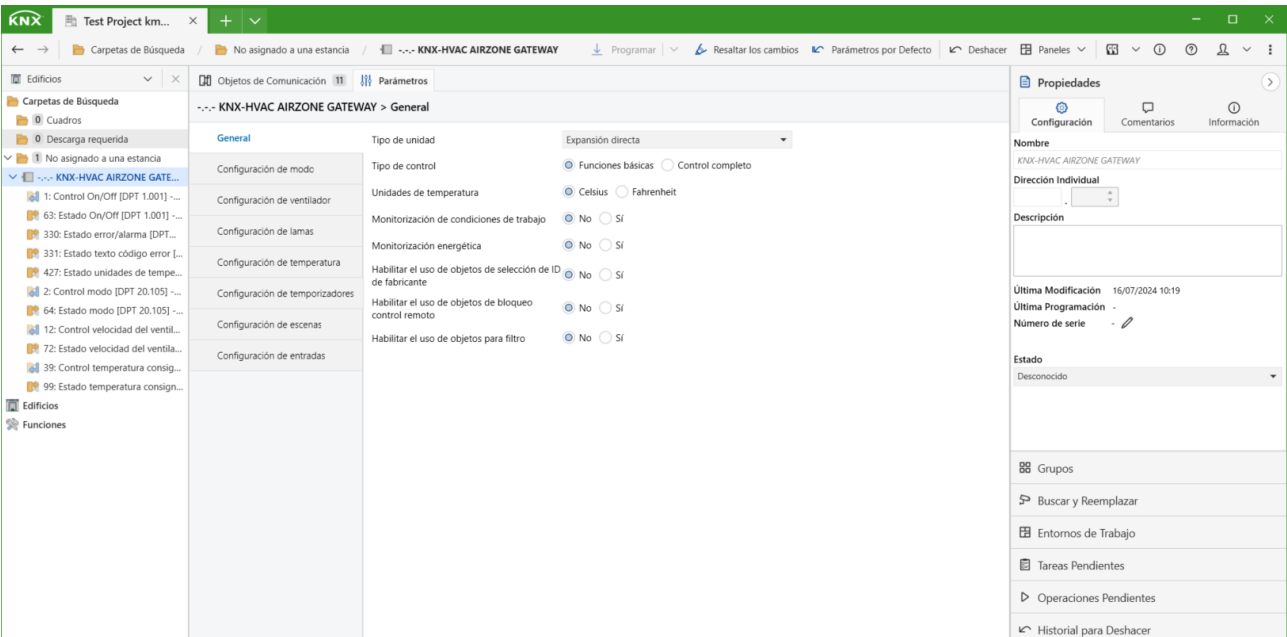 KNX
Test Project km...
Carpetas de Búsqueda / No asignado a una estancia / -.-.- KNX-HVAC AIRZONE GATEWAY
Programar
Resaltar los cambios
Parámetros por Defecto
Deshacer
Paneles
Edificios
Carpetas de Búsqueda
0 Cuadros
0 Descarga requerida
1 No asignado a una estancia
-.-.- KNX-HVAC AIRZONE GATE...
1: Control On/Off [DPT 1.001] -...
63: Estado On/Off [DPT 1.001] -...
330: Estado error/alarma [DPT...
331: Estado texto código error [...
427: Estado unidades de tempe...
2: Control modo [DPT 20.105] -...
64: Estado modo [DPT 20.105] -...
12: Control velocidad del ventil...
72: Estado velocidad del ventila...
39: Control temperatura consig...
99: Estado temperatura consign...
Edificios
Funciones
Objetos de Comunicación 11
Parámetros
-.-.- KNX-HVAC AIRZONE GATEWAY > General
General
Configuración de modo
Configuración de ventilador
Configuración de lamas
Configuración de temperatura
Configuración de temporizadores
Configuración de escenas
Configuración de entradas
Tipo de unidad Expansión directa
Tipo de control Funciones básicas Control completo
Unidades de temperatura Celsius Fahrenheit
Monitorización de condiciones de trabajo No Sí
Monitorización energética No Sí
Habilitar el uso de objetos de selección de ID
de fabricante No Sí
Habilitar el uso de objetos de bloqueo
control remoto No Sí
Habilitar el uso de objetos para filtro No Sí
Propiedades
Configuración
Comentarios
Información
Nombre
KNX-HVAC AIRZONE GATEWAY
Dirección Individual
.
Descripción
Última Modificación 16/07/2024 10:19
Última Programación -
Número de serie -
Estado
Desconocido
Grupos
Buscar y Reemplazar
Entornos de Trabajo
Tareas Pendientes
Operaciones Pendientes
Historial para Deshacer